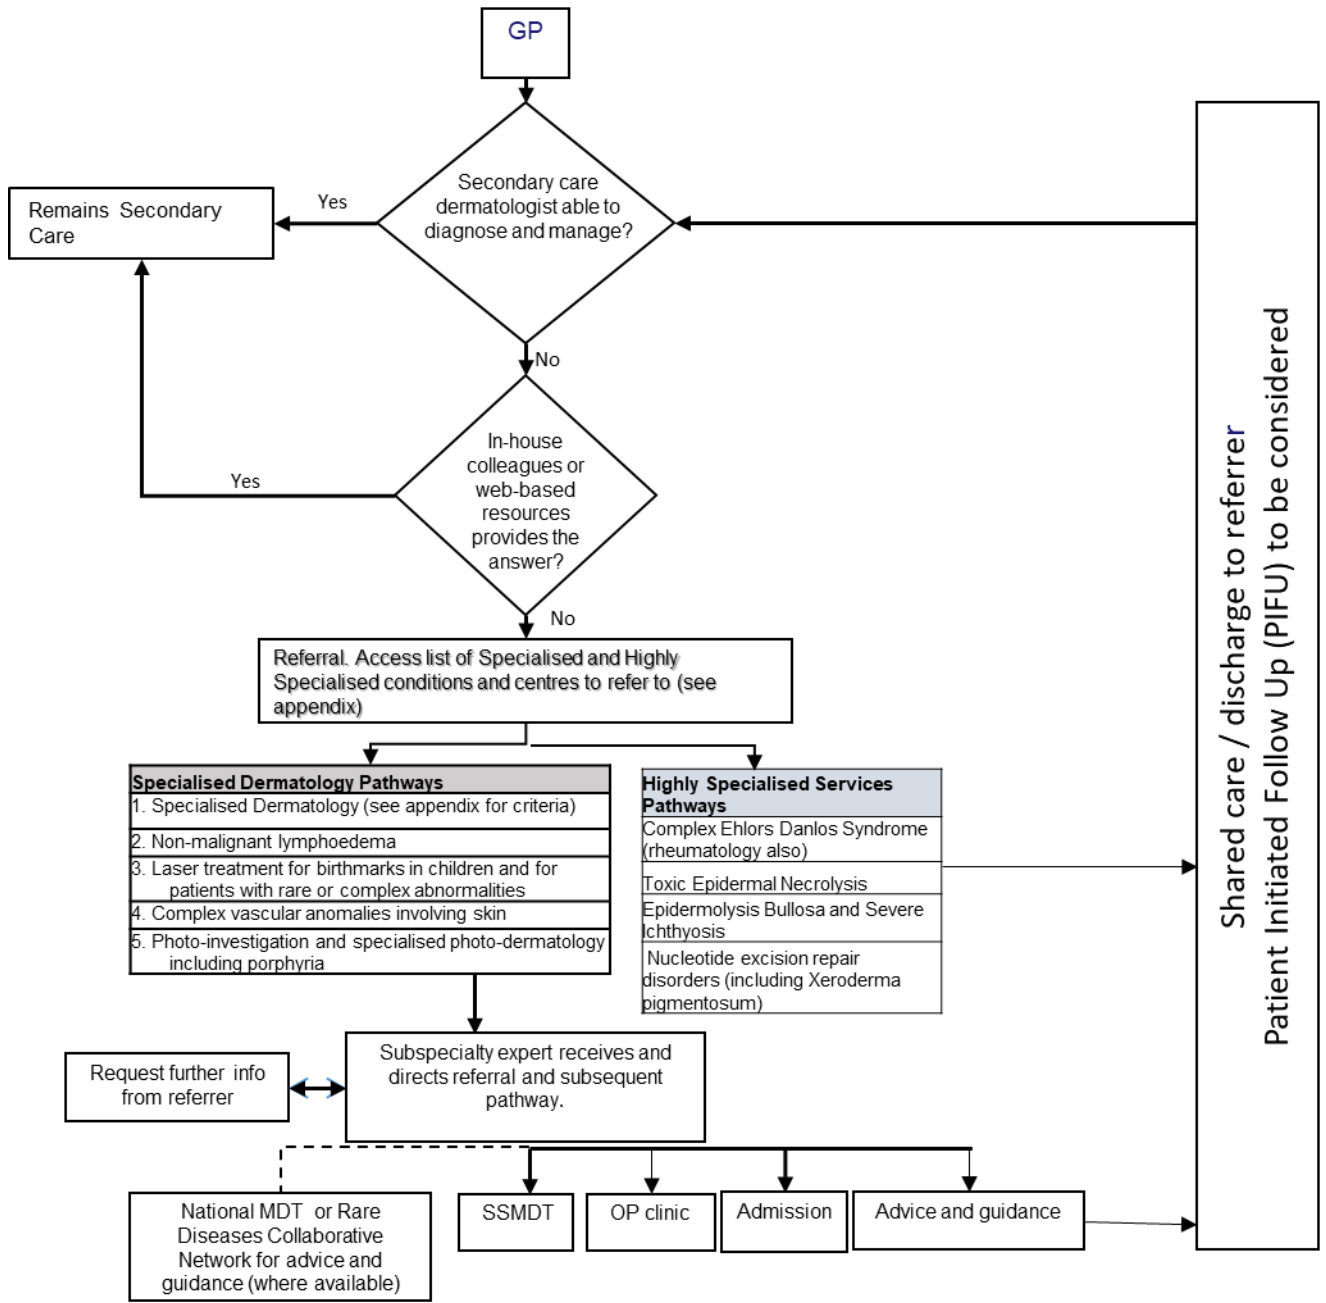 GP
Secondary care
dermatologist able to
diagnose and manage?
Yes
Remains Secondary
Care
No
In-house
colleagues or
web-based
resources
provides the
answer?
Yes
No
Referral. Access list of Specialised and Highly
Specialised conditions and centres to refer to (see
appendix)
Specialised Dermatology Pathways
1. Specialised Dermatology (see appendix for criteria)
2. Non-malignant lymphoedema
3. Laser treatment for birthmarks in children and for
patients with rare or complex abnormalities
4. Complex vascular anomalies involving skin
5. Photo-investigation and specialised photo-dermatology
including porphyria
Highly Specialised Services
Pathways
Complex Ehlors Danlos Syndrome
(rheumatology also)
Toxic Epidermal Necrolysis
Epidermolysis Bullosa and Severe
Ichthyosis
Nucleotide excision repair
disorders (including Xeroderma
pigmentosum)
Subspecialty expert receives and
directs referral and subsequent
pathway.
Request further info
from referrer
National MDT or Rare
Diseases Collaborative
Network for advice and
guidance (where available)
SSMDT
OP clinic
Admission
Advice and guidance
Shared care / discharge to referrer
Patient Initiated Follow Up (PIFU) to be considered